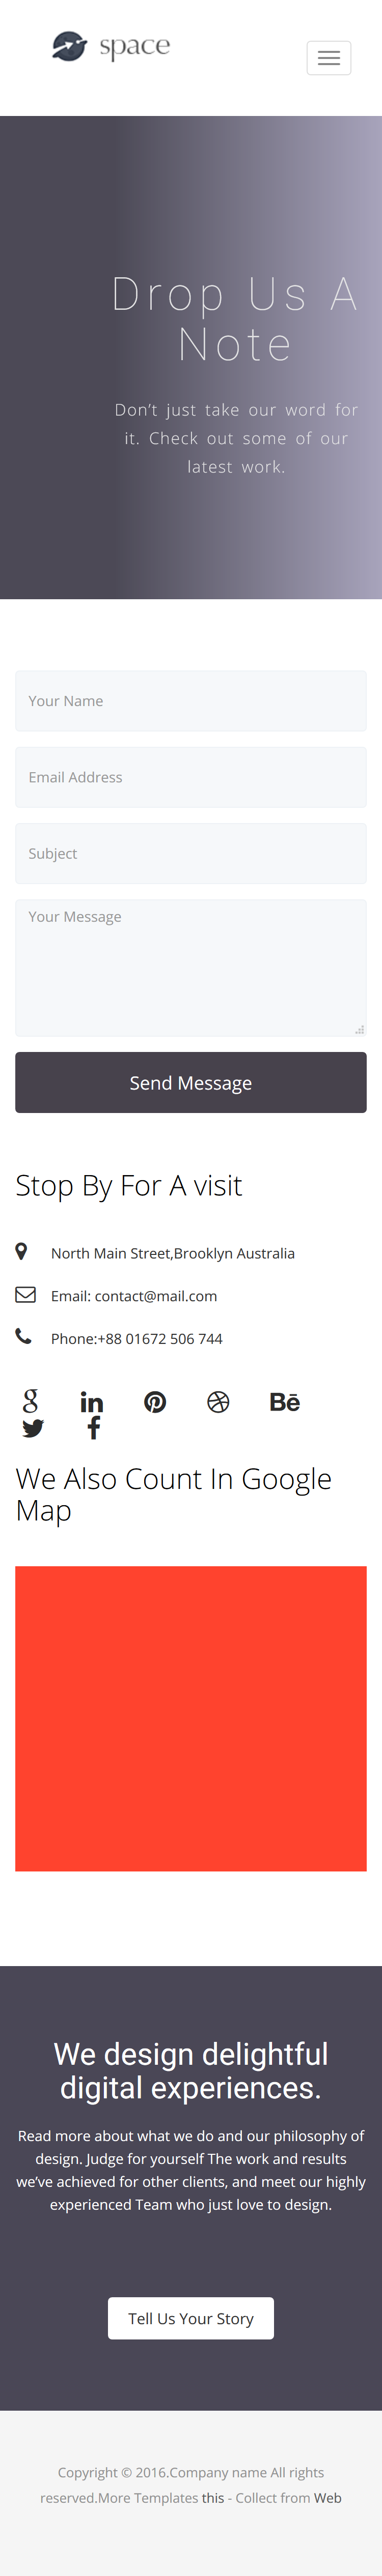 space
Drop Us A
Note
Don't just take our word for
it. Check out some of our
latest work.
Your Name
Email Address
Subject
Your Message
Send Message
Stop By For A visit
North Main Street,Brooklyn Australia
Email: contact@mail.com
Phone:+88 01672 506 744
We Also Count In Google
Map
We design delightful
digital experiences.
Read more about what we do and our philosophy of
design. Judge for yourself The work and results
we've achieved for other clients, and meet our highly
experienced Team who just love to design.
Tell Us Your Story
Copyright © 2016.Company name All rights
reserved.More Templates this - Collect from Web